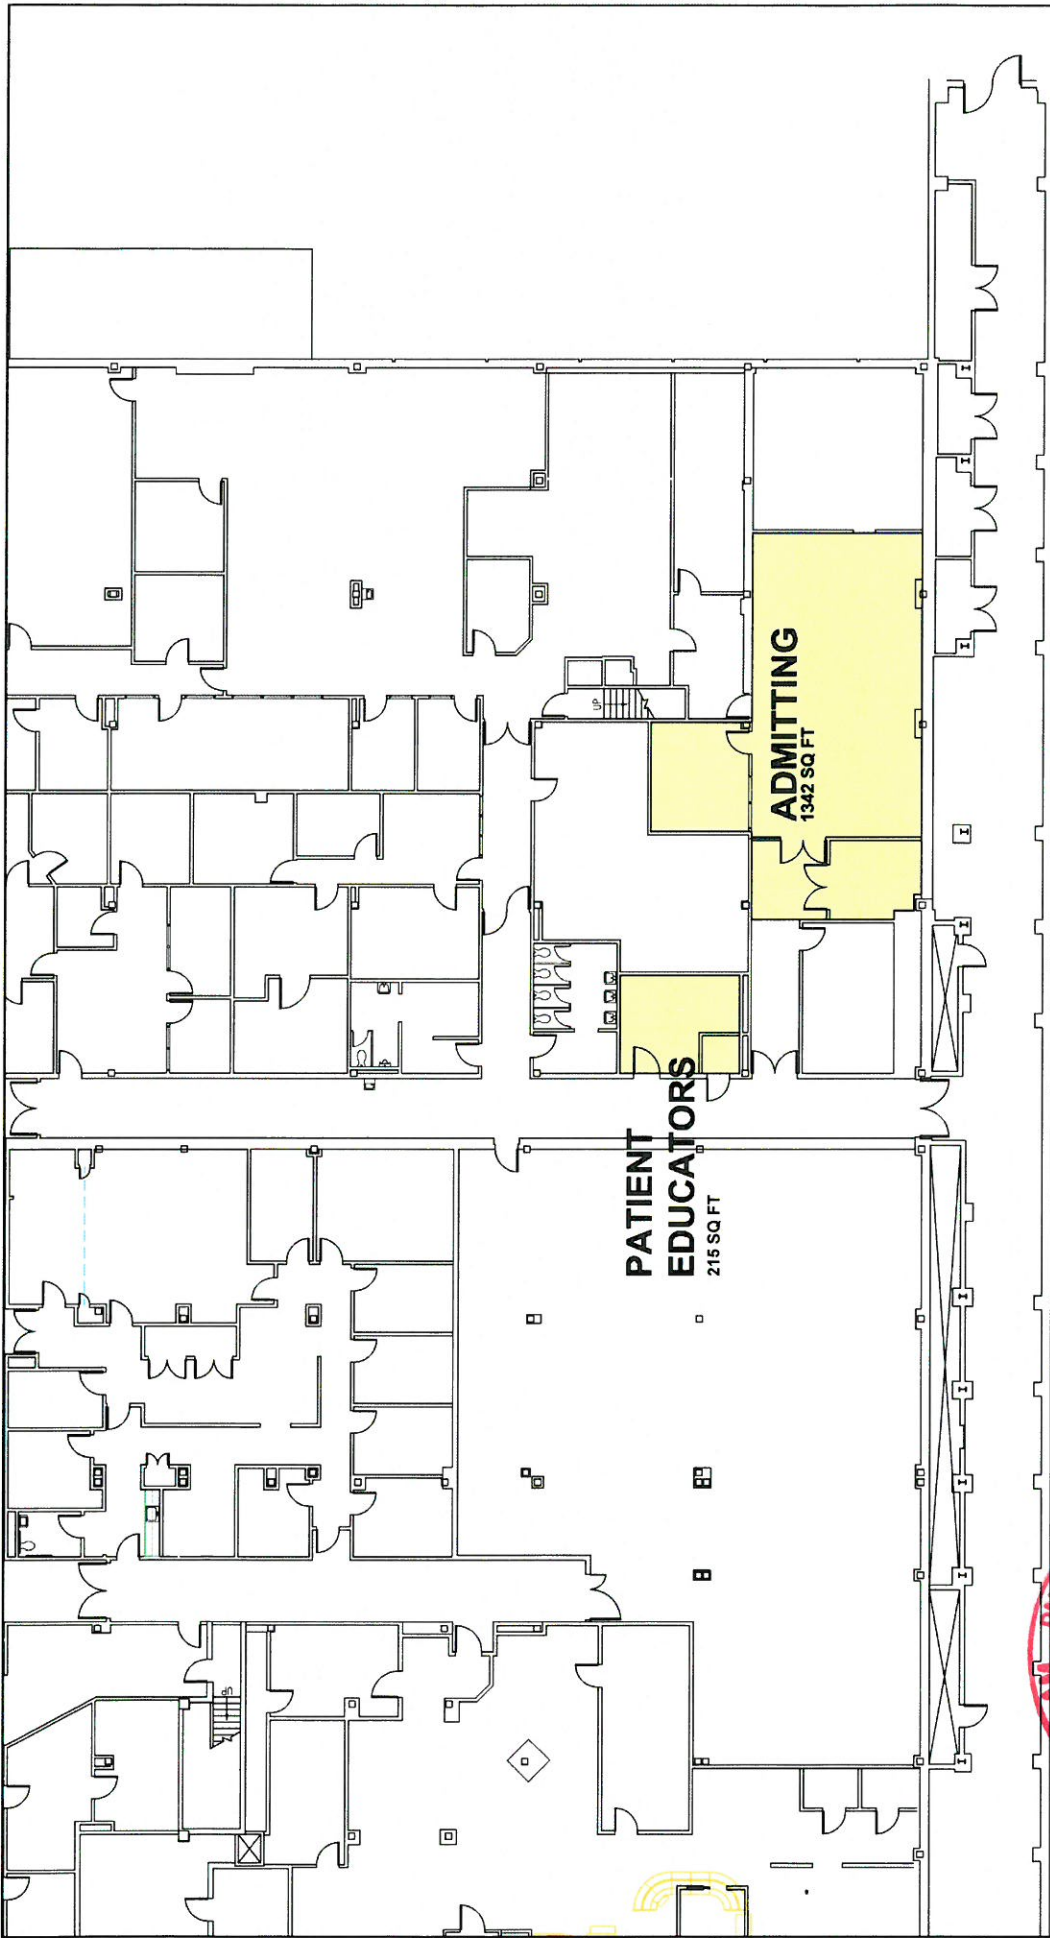 UP
ADMITTING
1342 SQ FT
PATIENT
EDUCATORS
215 SQ FT
UP